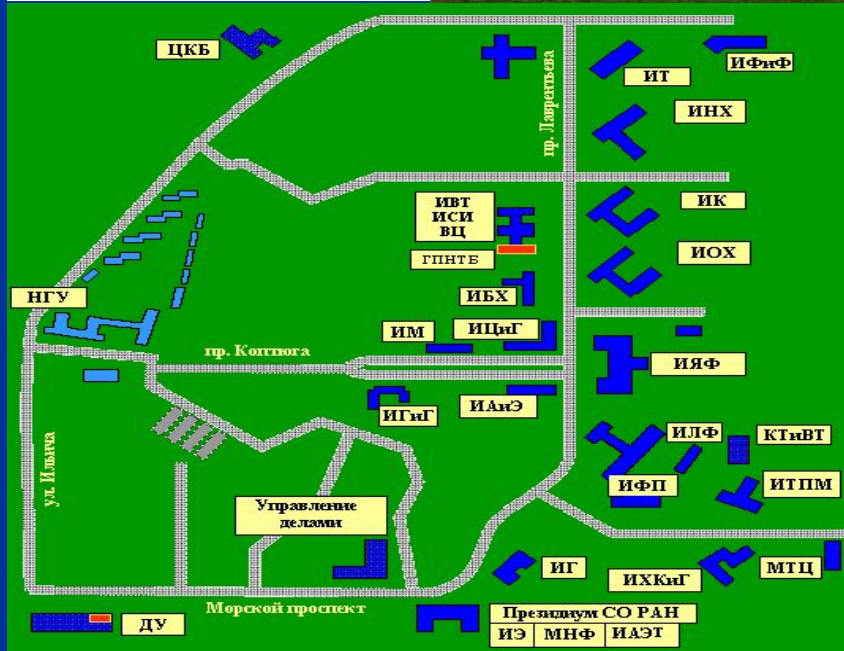 ЦКБ
пр. Лаврентьева
ИТ
ИФиФ
ИНХ
ИВТ
ИСИ
ВЦ
ГПНТБ
ИК
ИОХ
НГУ
ИБХ
ИМ
ИЦиГ
пр. Коптюга
ИЯФ
ИГиГ
ИАиЭ
ул. Ильича
ИЛФ
КТиВТ
ИФП
ИТПМ
Управление
делами
ИГ
ИХКиГ
МТЦ
Морской проспект
ДУ
Президиум СО РАН
ИЭ МНФ ИАЭТ